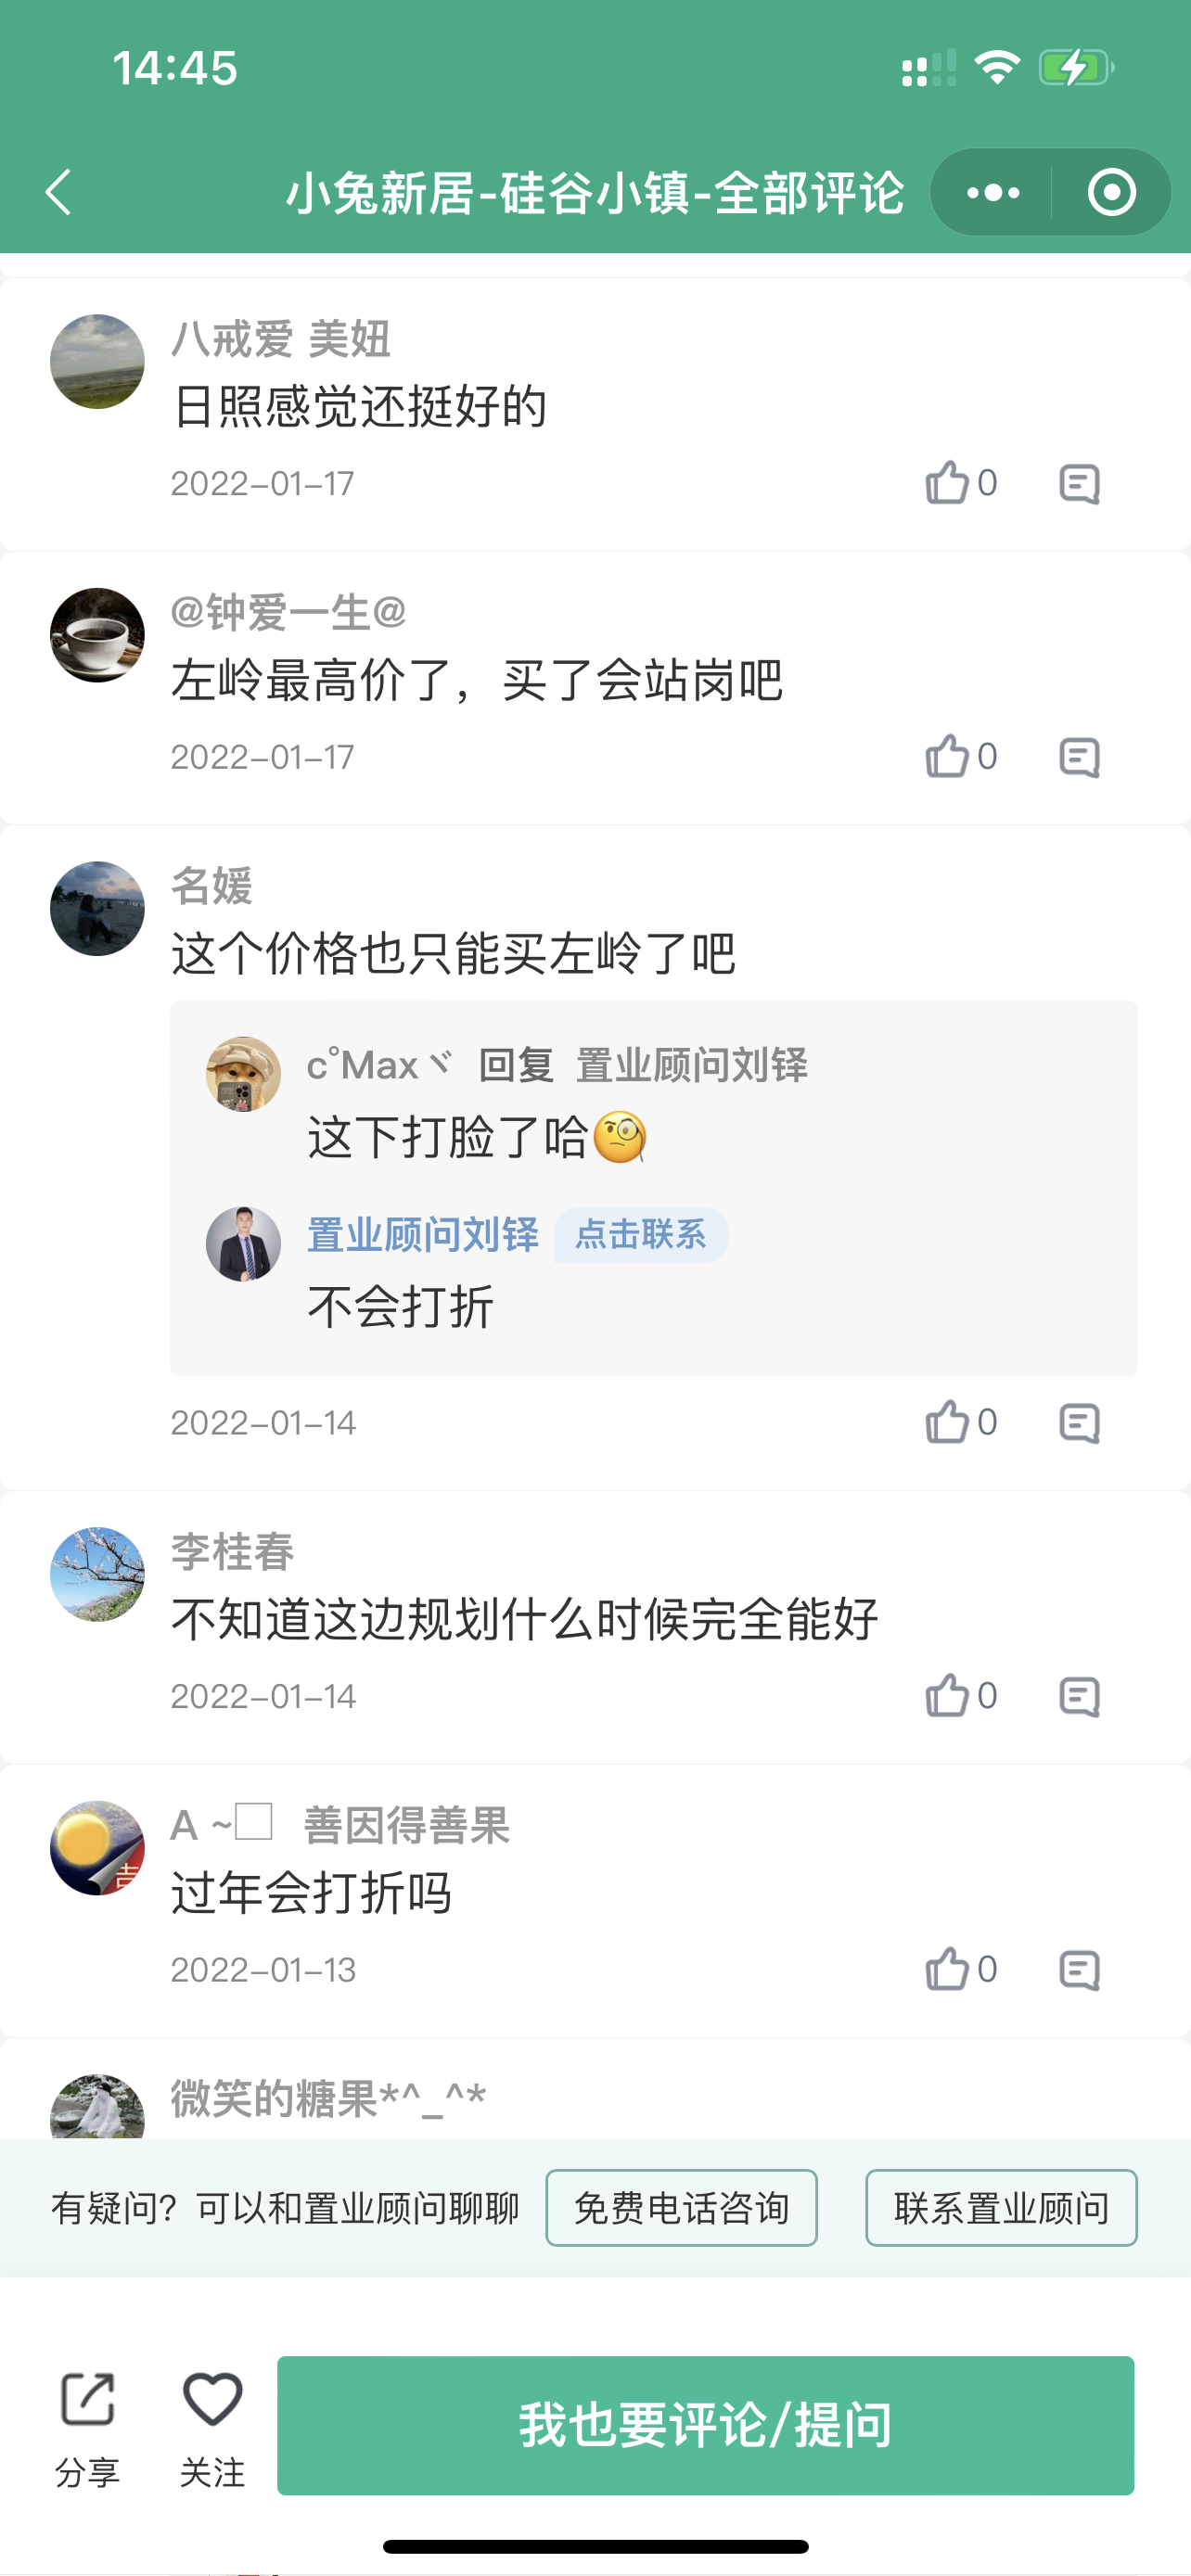 14:45
小兔新居-硅谷小镇-全部评论
八戒爱 美妞
日照感觉还挺好的
2022-01-17
0
@钟爱一生@
左岭最高价了，买了会站岗吧
2022-01-17
0
名媛
这个价格也只能买左岭了吧
c°Maxヾ 回复 置业顾问刘铎
这下打脸了哈🧐
置业顾问刘铎 点击联系
不会打折
2022-01-14
0
李桂春
不知道这边规划什么时候完全能好
2022-01-14
0
A ~□ 善因得善果
过年会打折吗
2022-01-13
0
微笑的糖果*^_^*
有疑问？可以和置业顾问聊聊 免费电话咨询 联系置业顾问
我也要评论/提问
分享 关注